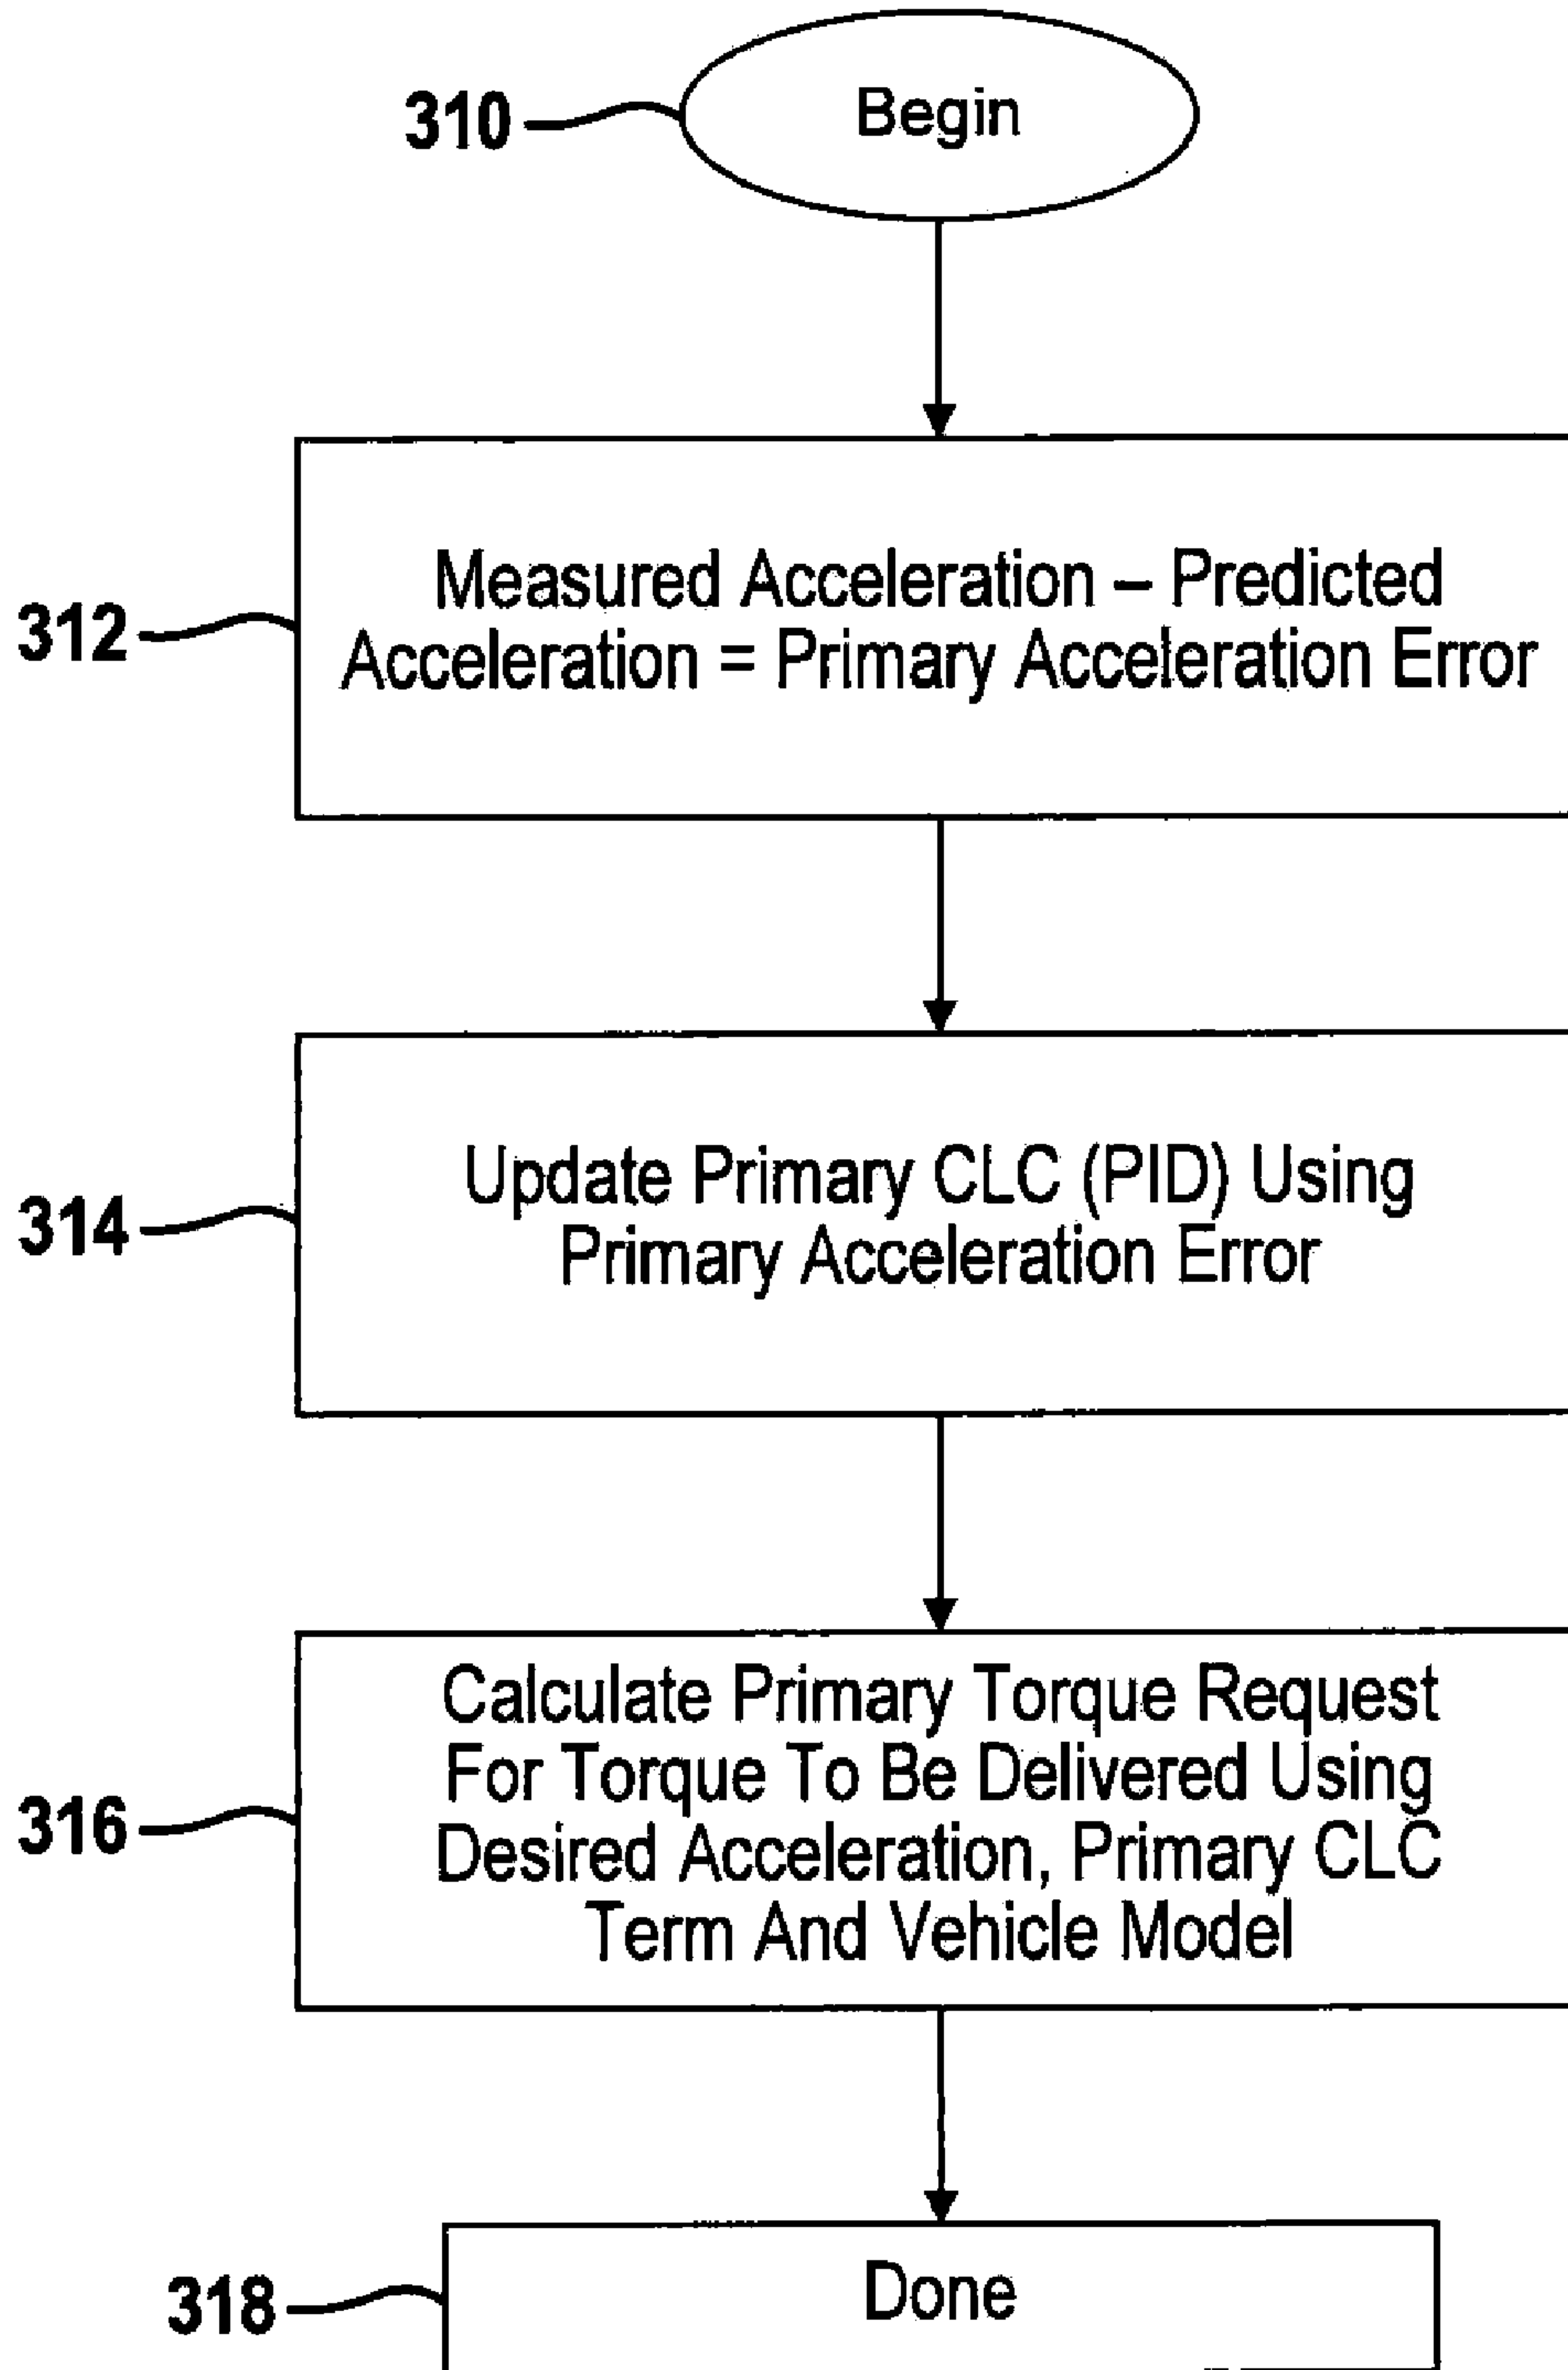 310
Begin
312
Measured Acceleration – Predicted
Acceleration = Primary Acceleration Error
314
Update Primary CLC (PID) Using
Primary Acceleration Error
316
Calculate Primary Torque Request
For Torque To Be Delivered Using
Desired Acceleration, Primary CLC
Term And Vehicle Model
318
Done